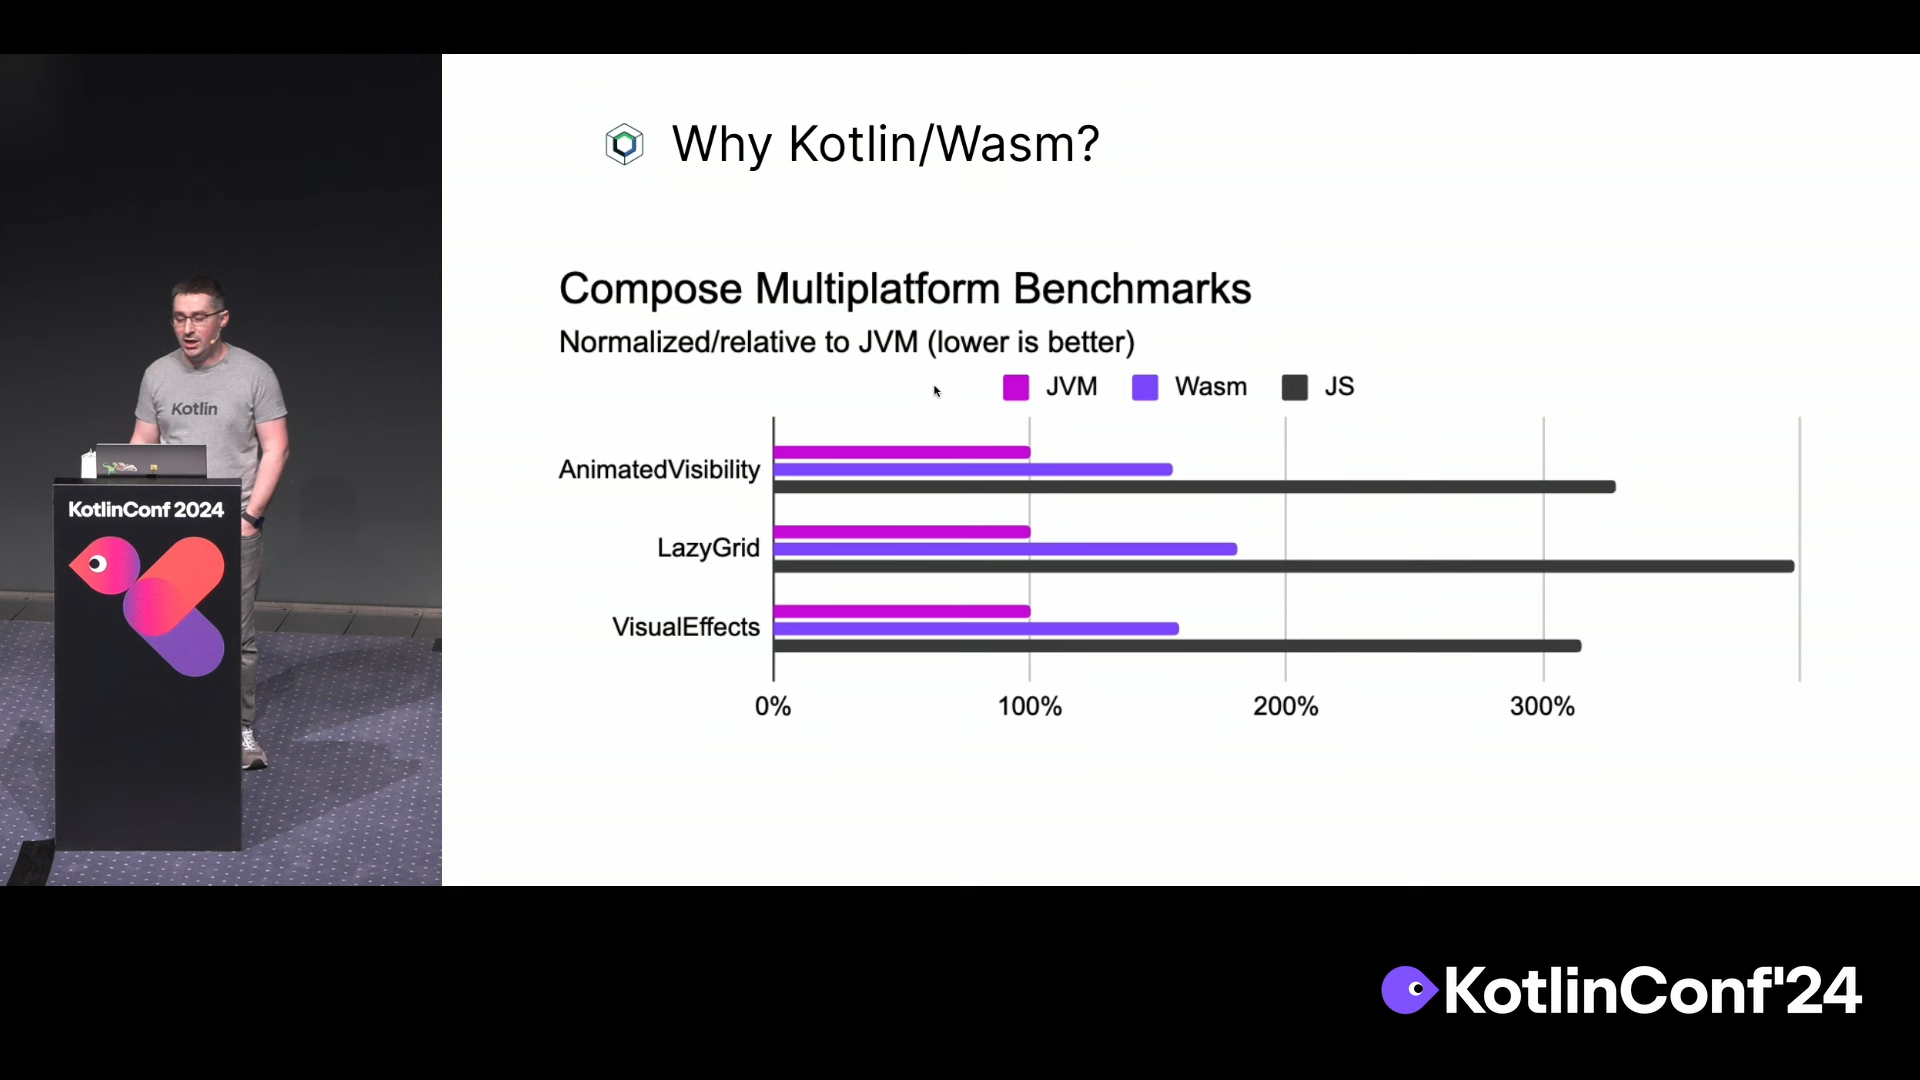 Why Kotlin/Wasm?
Compose Multiplatform Benchmarks
Normalized/relative to JVM (lower is better)
JVM Wasm JS
AnimatedVisibility
LazyGrid
VisualEffects
0% 100% 200% 300%
Kotlin
KotlinConf 2024
KotlinConf'24